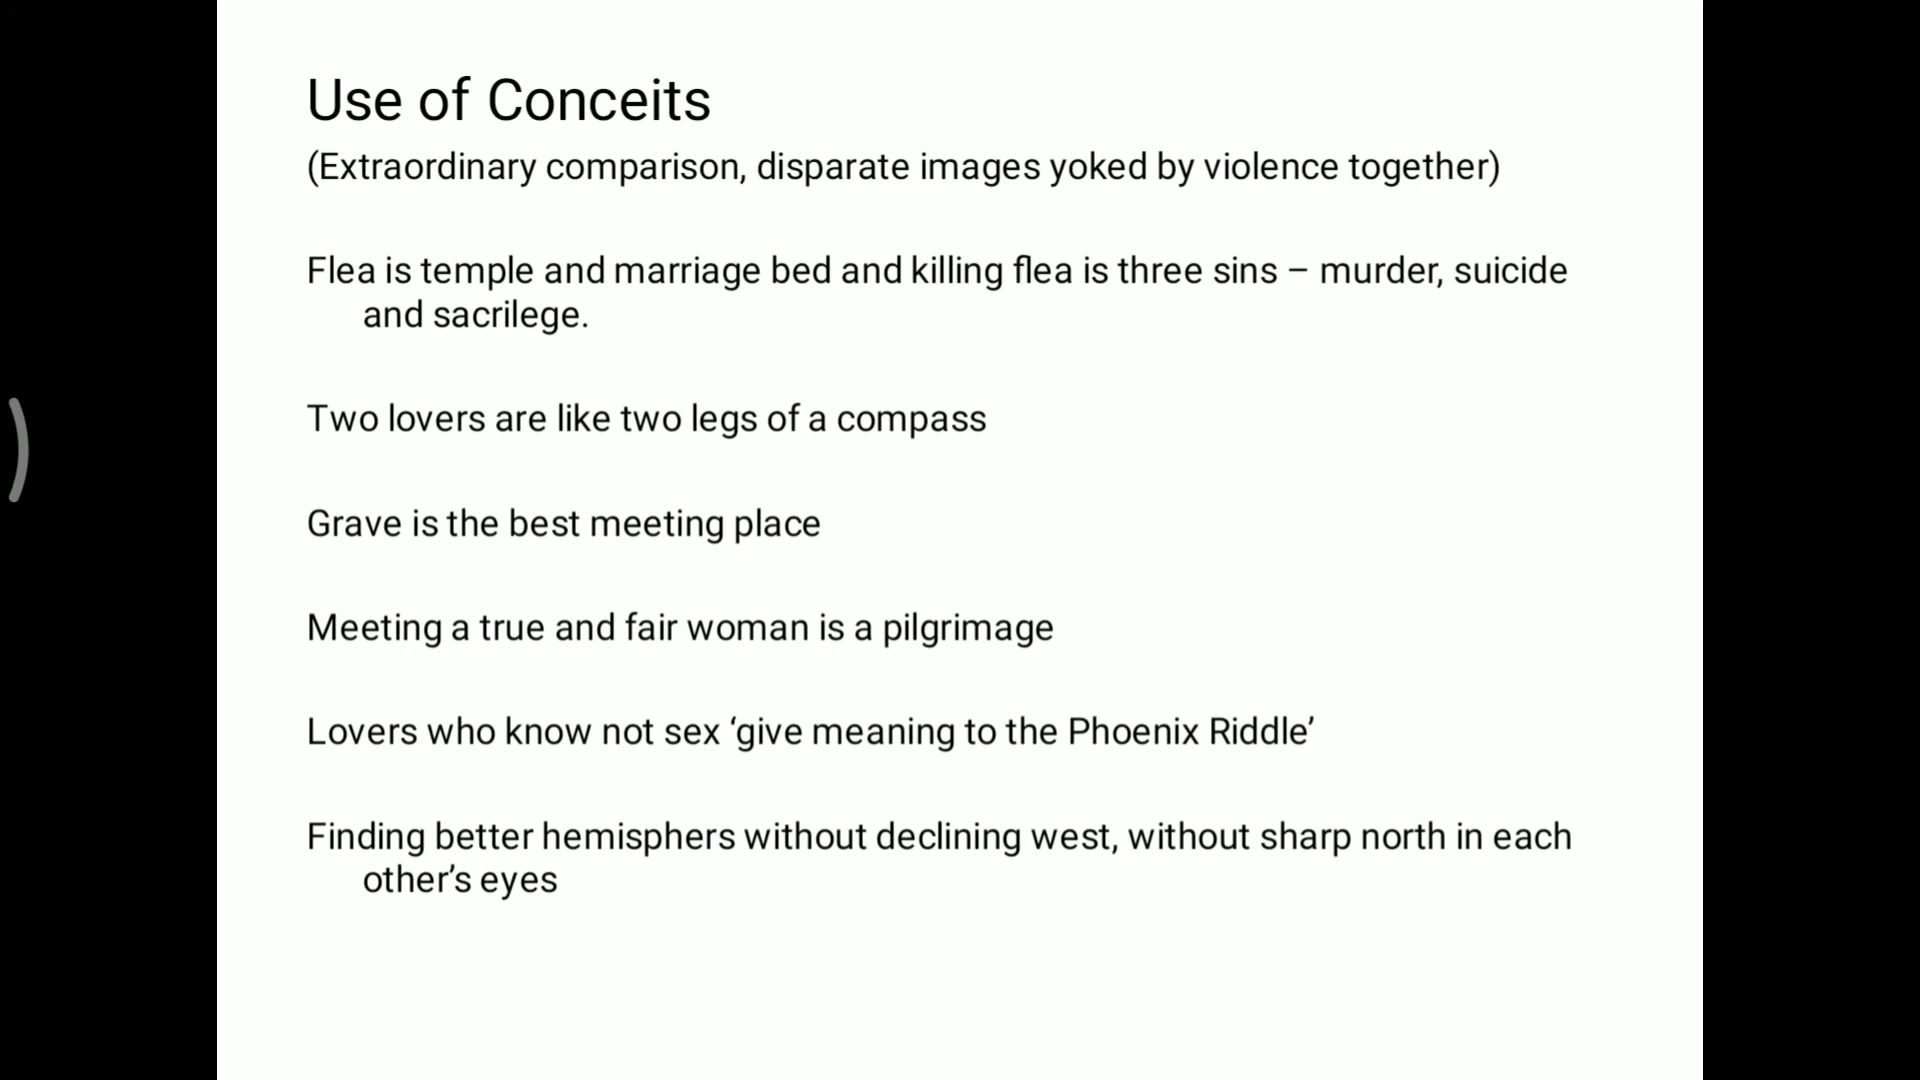 Use of Conceits
(Extraordinary comparison, disparate images yoked by violence together)
Flea is temple and marriage bed and killing flea is three sins – murder, suicide
and sacrilege.
Two lovers are like two legs of a compass
Grave is the best meeting place
Meeting a true and fair woman is a pilgrimage
Lovers who know not sex ‘give meaning to the Phoenix Riddle’
Finding better hemisphers without declining west, without sharp north in each
other’s eyes